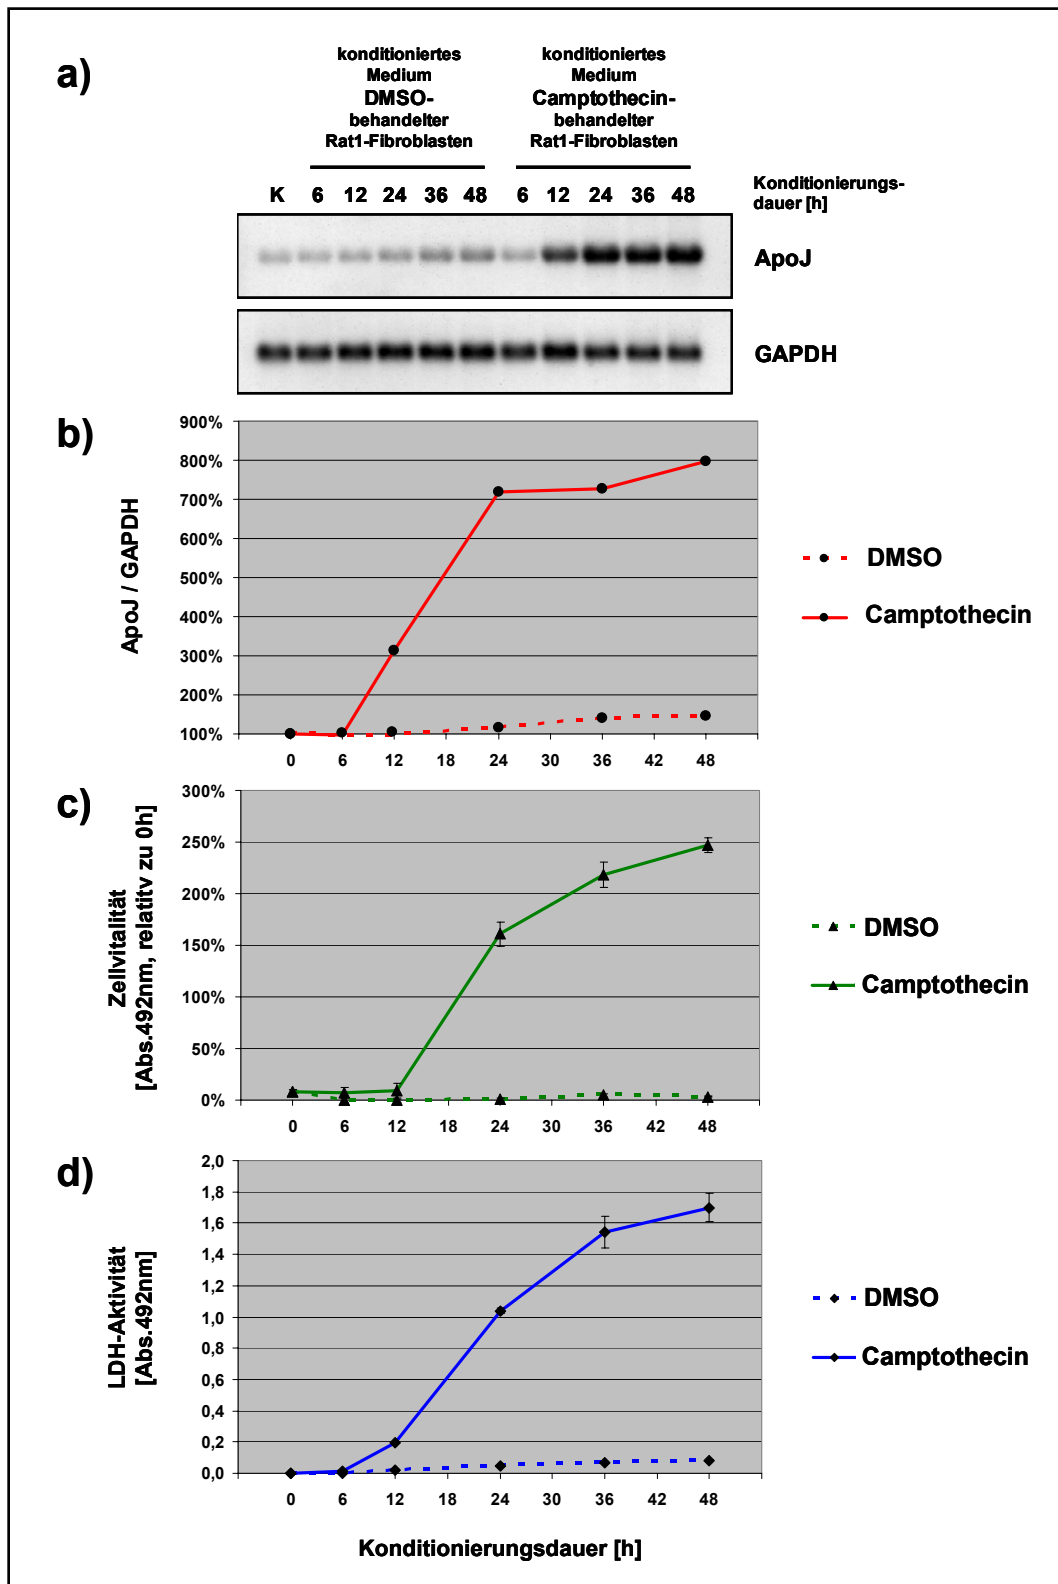 a)
konditioniertes
Medium
DMSO-
behandelter
Rat1-Fibroblasten
konditioniertes
Medium
Camptothecin-
behandelter
Rat1-Fibroblasten
K 6 12 24 36 48 6 12 24 36 48
Konditionierungs-
dauer [h]
ApoJ
GAPDH
b)
ApoJ / GAPDH
900%
800%
700%
600%
500%
400%
300%
200%
100%
0 6 12 18 24 30 36 42 48
DMSO
Camptothecin
c)
Zellvitalität
[Abs.492nm, relativ zu 0h]
300%
250%
200%
150%
100%
50%
0%
0 6 12 18 24 30 36 42 48
DMSO
Camptothecin
d)
LDH-Aktivität
[Abs.492nm]
2,0
1,8
1,6
1,4
1,2
1,0
0,8
0,6
0,4
0,2
0,0
0 6 12 18 24 30 36 42 48
DMSO
Camptothecin
Konditionierungsdauer [h]